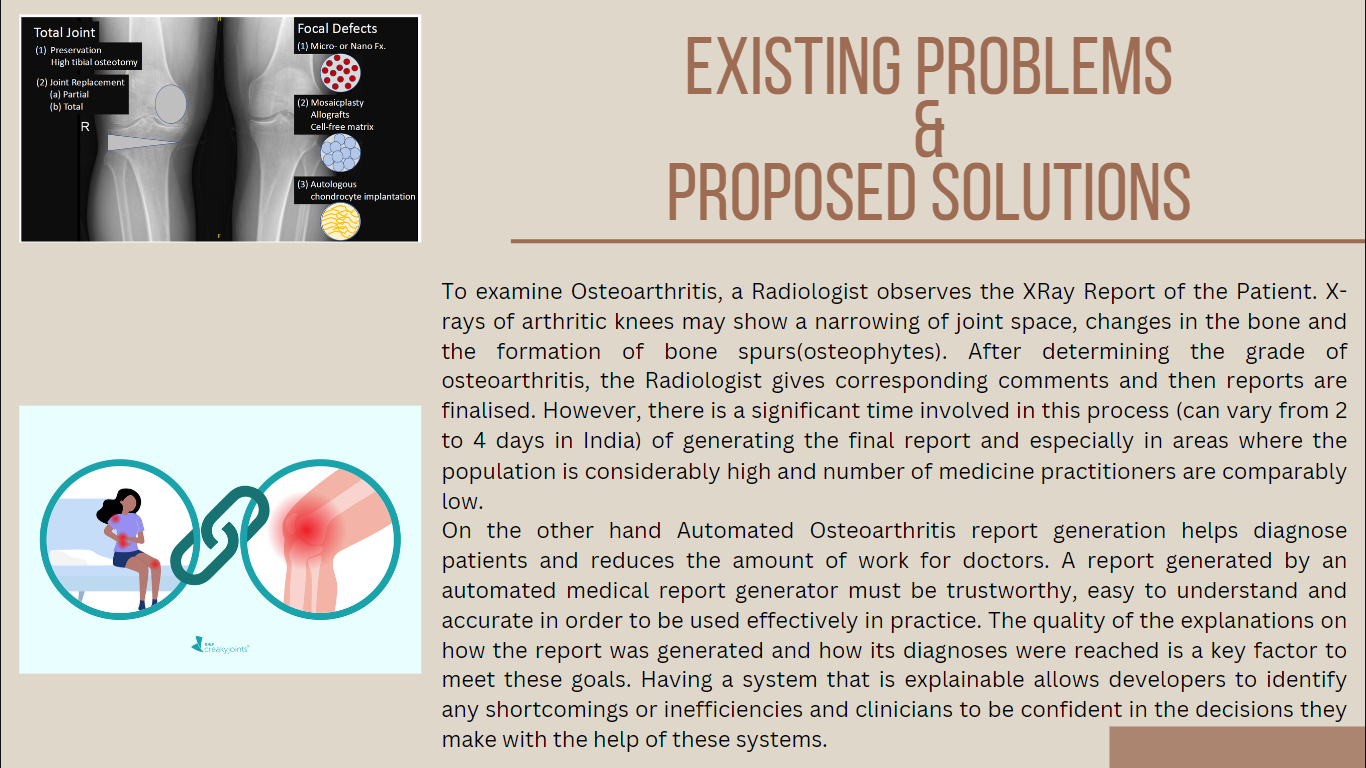 Total Joint
(1) Preservation
High tibial osteotomy
(2) Joint Replacement
(a) Partial
(b) Total
R
Focal Defects
(1) Micro- or Nano Fx.
(2) Mosaicplasty
Allografts
Cell-free matrix
(3) Autologous
chondrocyte implantation
F
EXISTING PROBLEMS
&
PROPOSED SOLUTIONS
To examine Osteoarthritis, a Radiologist observes the XRay Report of the Patient. X-
rays of arthritic knees may show a narrowing of joint space, changes in the bone and
the formation of bone spurs(osteophytes). After determining the grade of
osteoarthritis, the Radiologist gives corresponding comments and then reports are
finalised. However, there is a significant time involved in this process (can vary from 2
to 4 days in India) of generating the final report and especially in areas where the
population is considerably high and number of medicine practitioners are comparably
low.
On the other hand Automated Osteoarthritis report generation helps diagnose
patients and reduces the amount of work for doctors. A report generated by an
automated medical report generator must be trustworthy, easy to understand and
accurate in order to be used effectively in practice. The quality of the explanations on
how the report was generated and how its diagnoses were reached is a key factor to
meet these goals. Having a system that is explainable allows developers to identify
any shortcomings or inefficiencies and clinicians to be confident in the decisions they
make with the help of these systems.
creakyjoints